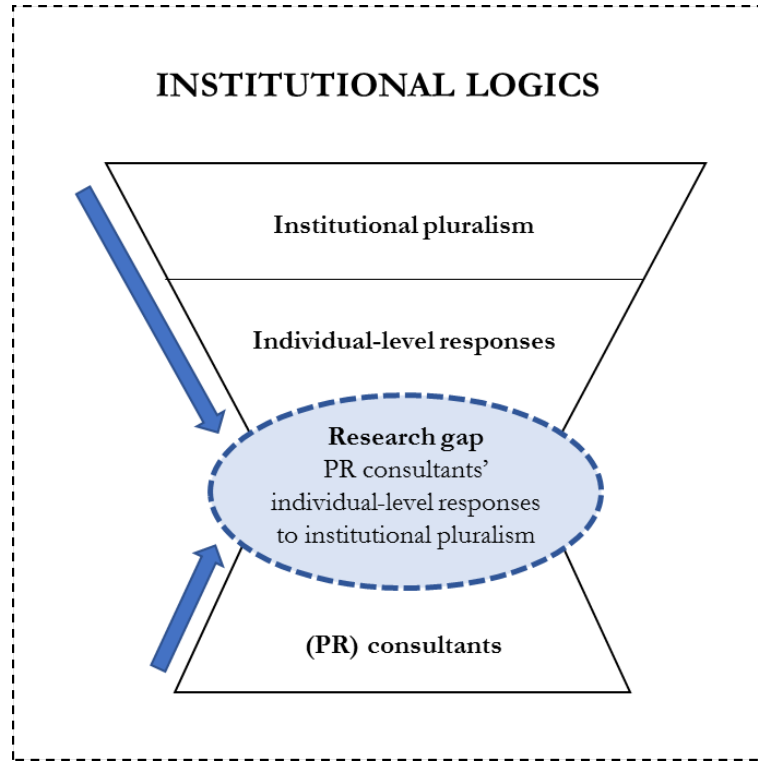 INSTITUTIONAL LOGICS
Institutional pluralism
Individual-level responses
Research gap
PR consultants’
individual-level responses
to institutional pluralism
(PR) consultants